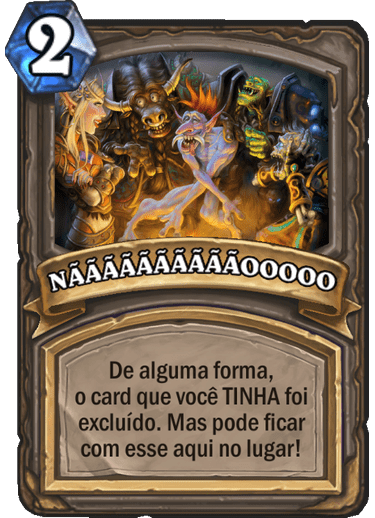 2
NÃÃÃÃÃÃÃÃÃÃOOOOO
De alguma forma,
o card que você TINHA foi
excluído. Mas pode ficar
com esse aqui no lugar!